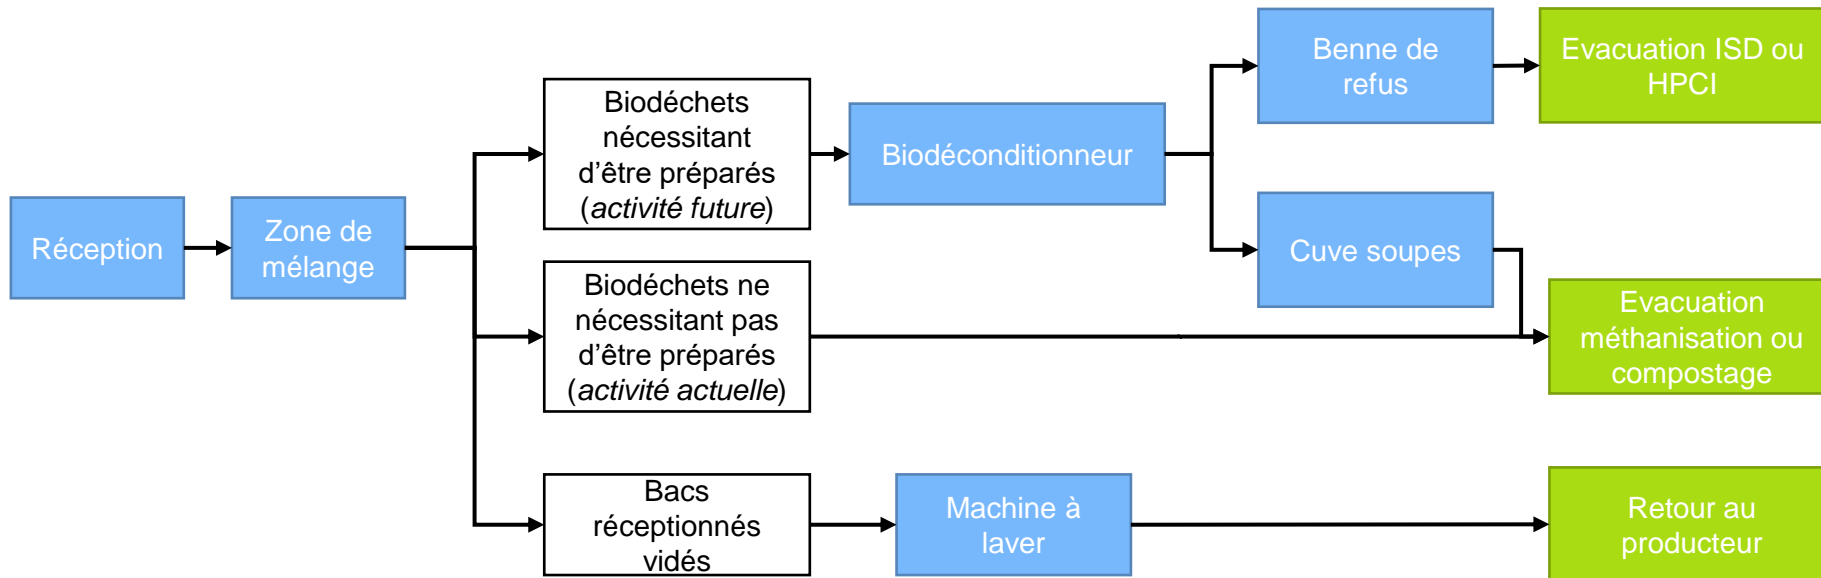 Réception
Zone de
mélange
Biodéchets
nécessitant
d’être préparés
(activité future)
Biodéconditionneur
Benne de
refus
Evacuation ISD ou
HPCI
Cuve soupes
Biodéchets ne
nécessitant pas
d’être préparés
(activité actuelle)
Evacuation
méthanisation ou
compostage
Bacs
réceptionnés
vidés
Machine à
laver
Retour au
producteur